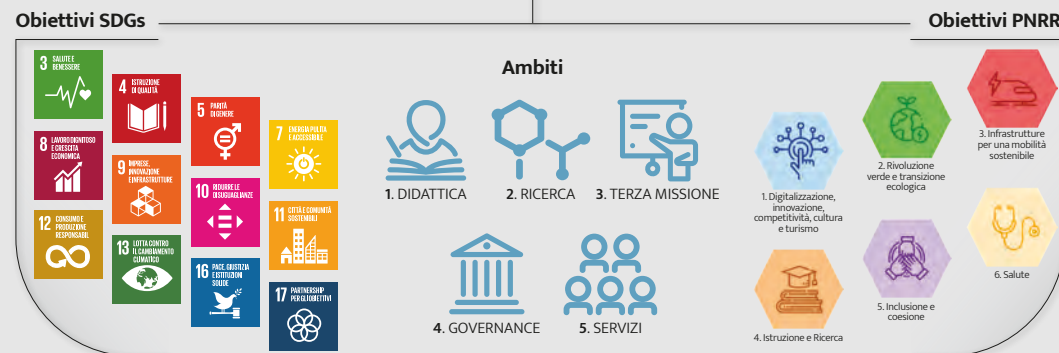 Obiettivi SDGs
Obiettivi PNRR
3 SALUTE E
BENESSERE
4 ISTRUZIONE
DI QUALITÀ
5 PARITÀ
DI GENERE
7 ENERGIA PULITA
E ACCESSIBILE
8 LAVORO DIGNITOSO
E CRESCITA
ECONOMICA
9 IMPRESE,
INNOVAZIONE
E INFRASTRUTTURE
10 RIDURRE LE
DISUGUAGLIANZE
11 CITTÀ E COMUNITÀ
SOSTENIBILI
12 CONSUMO E
PRODUZIONE
RESPONSABILI
13 LOTTA CONTRO
IL CAMBIAMENTO
CLIMATICO
16 PACE, GIUSTIZIA
E ISTITUZIONI
SOLIDE
17 PARTNERSHIP
PER GLI OBIETTIVI
Ambiti
1. DIDATTICA
2. RICERCA
3. TERZA MISSIONE
4. GOVERNANCE
5. SERVIZI
1. Digitalizzazione,
innovazione,
competitività, cultura
e turismo
2. Rivoluzione
verde e transizione
ecologica
3. Infrastrutture
per una mobilità
sostenibile
4. Istruzione e Ricerca
5. Inclusione e
coesione
6. Salute